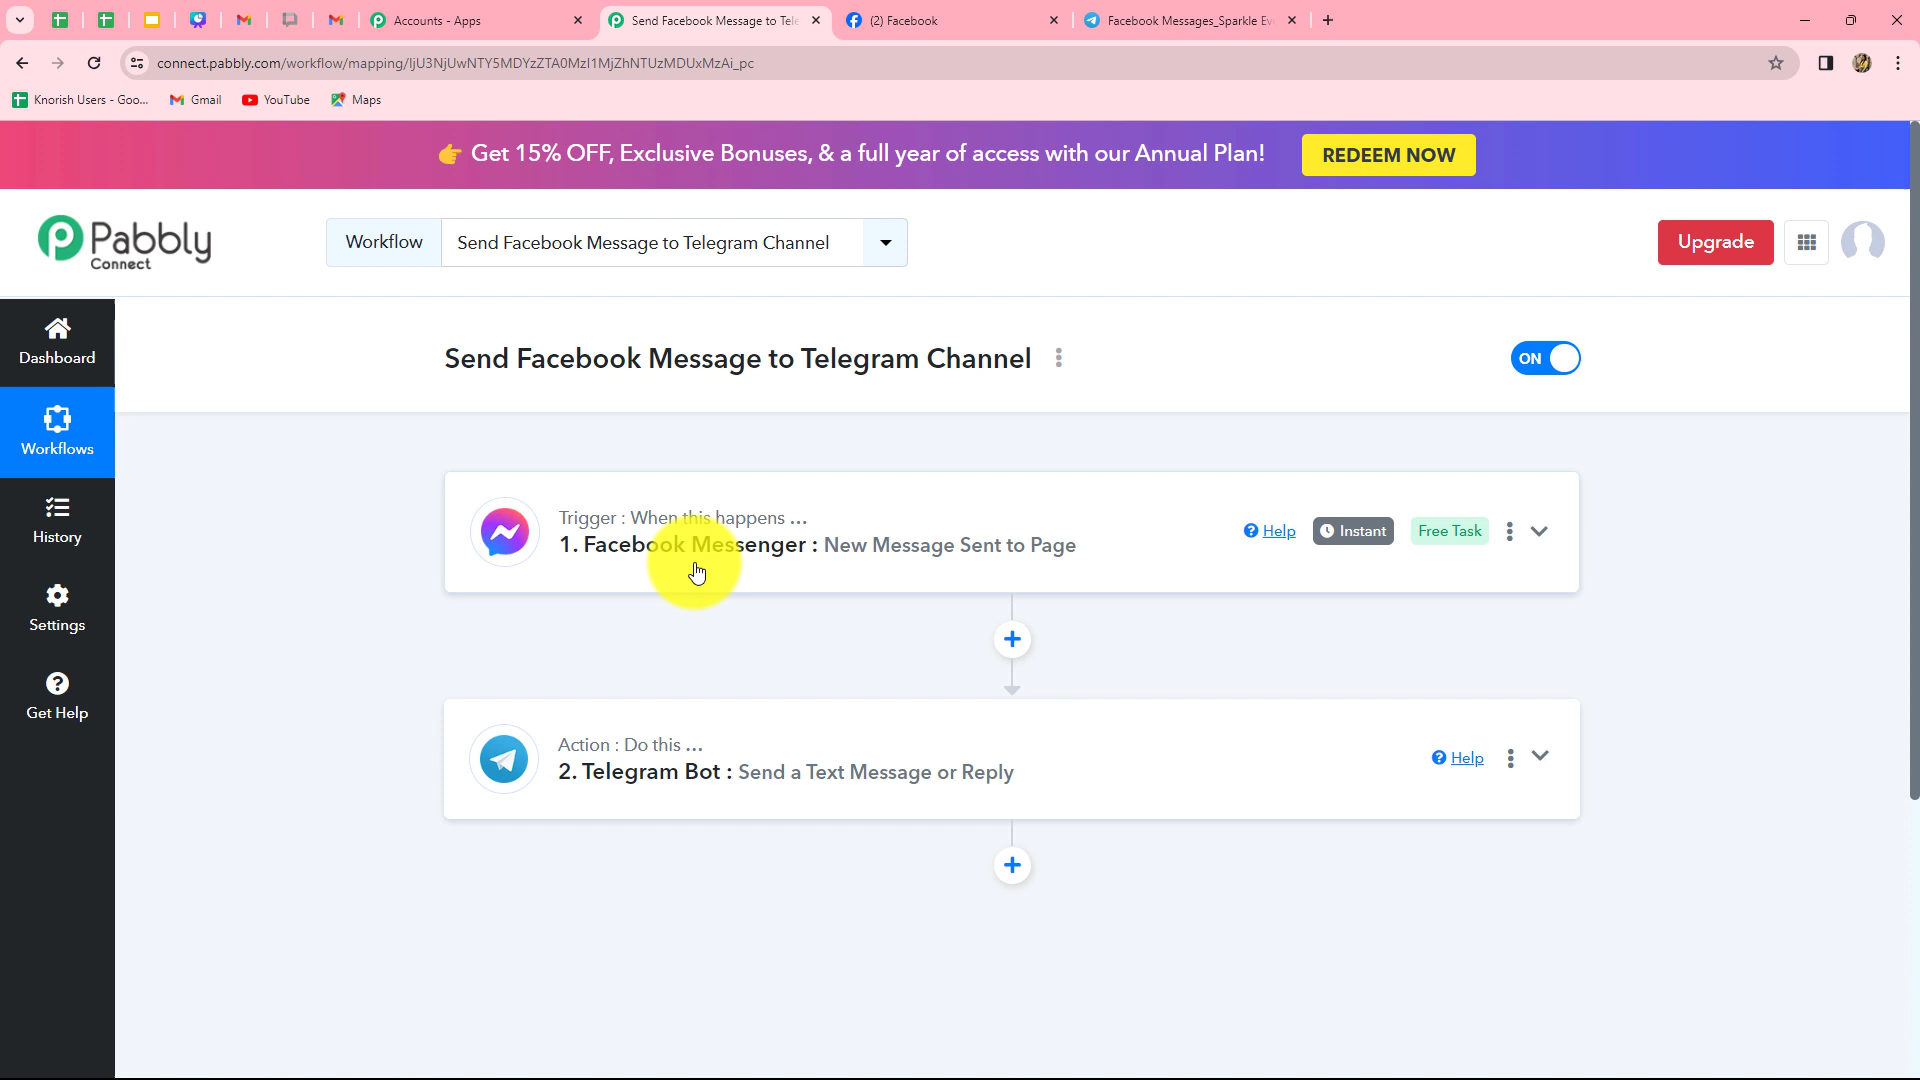 Accounts - Apps
Send Facebook Message to Tele
(2) Facebook
Facebook Messages_Sparkle Ev
connect.pabbly.com/workflow/mapping/IjU3NjUwNTY5MDYzZTA0MzI1MjZhNTUzMDUxMzAi_pc
Knorish Users - Goo...
Gmail
YouTube
Maps
👉 Get 15% OFF, Exclusive Bonuses, & a full year of access with our Annual Plan!
REDEEM NOW
Pabbly
Connect
Workflow
Send Facebook Message to Telegram Channel
Upgrade
Dashboard
Workflows
History
Settings
Get Help
Send Facebook Message to Telegram Channel
ON
Trigger : When this happens ...
1. Facebook Messenger : New Message Sent to Page
Help
Instant
Free Task
Action : Do this ...
2. Telegram Bot : Send a Text Message or Reply
Help